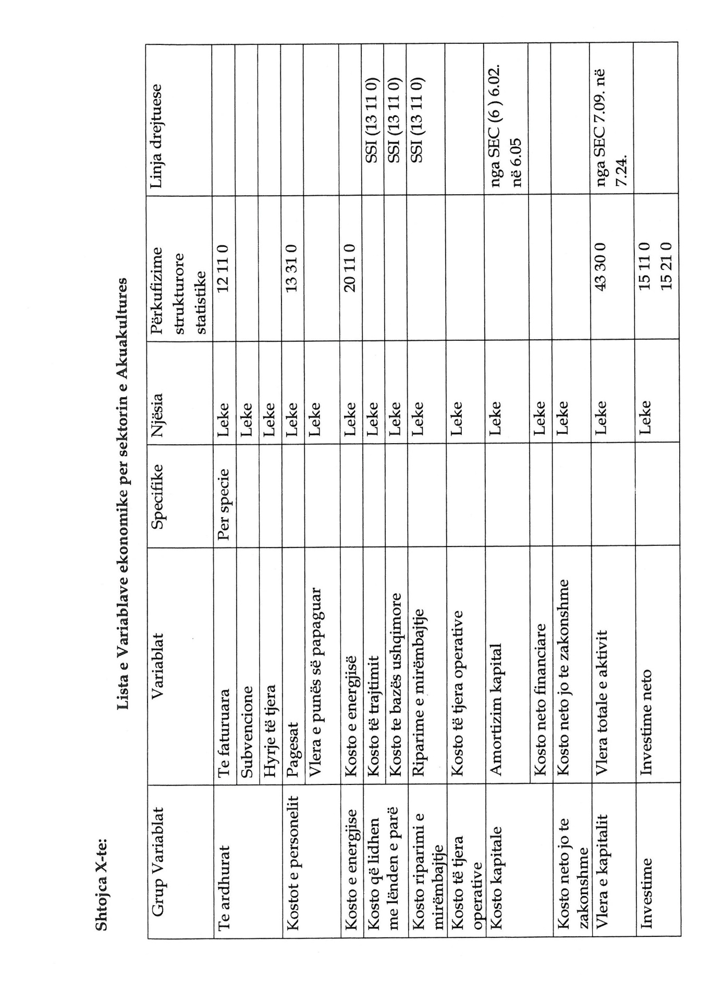 Shtojca X-te:
Lista e Variablave ekonomike per sektorin e Akuakultures
Grup Variablat Variablat Specifike Njësia Përkufizime strukturore statistike Linja drejtuese
Te ardhurat Te faturuara Per specie Leke 12 11 0
Subvencione Leke
Hyrje të tjera Leke
Kostot e personelit Pagesat Leke 13 31 0
Vlera e punës së papaguar Leke
Kosto e energjise Kosto e energjisë Leke 20 11 0
Kosto që lidhen Kosto të trajtimit Leke SSI (13 11 0)
me lënden e parë Kosto te bazës ushqimore Leke SSI (13 11 0)
Kosto riparimi e Riparime e mirëmbajtje Leke SSI (13 11 0)
mirëmbajtje
Kosto të tjera Kosto të tjera operative Leke
operative
Kosto kapitale Amortizim kapital Leke nga SEC (6 ) 6.02.
në 6.05
Kosto neto financiare Leke
Kosto neto jo te Kosto neto jo te zakonshme Leke
zakonshme
Vlera e kapitalit Vlera totale e aktivit Leke 43 30 0 nga SEC 7.09. në
7.24.
Investime Investime neto Leke 15 11 0
15 21 0